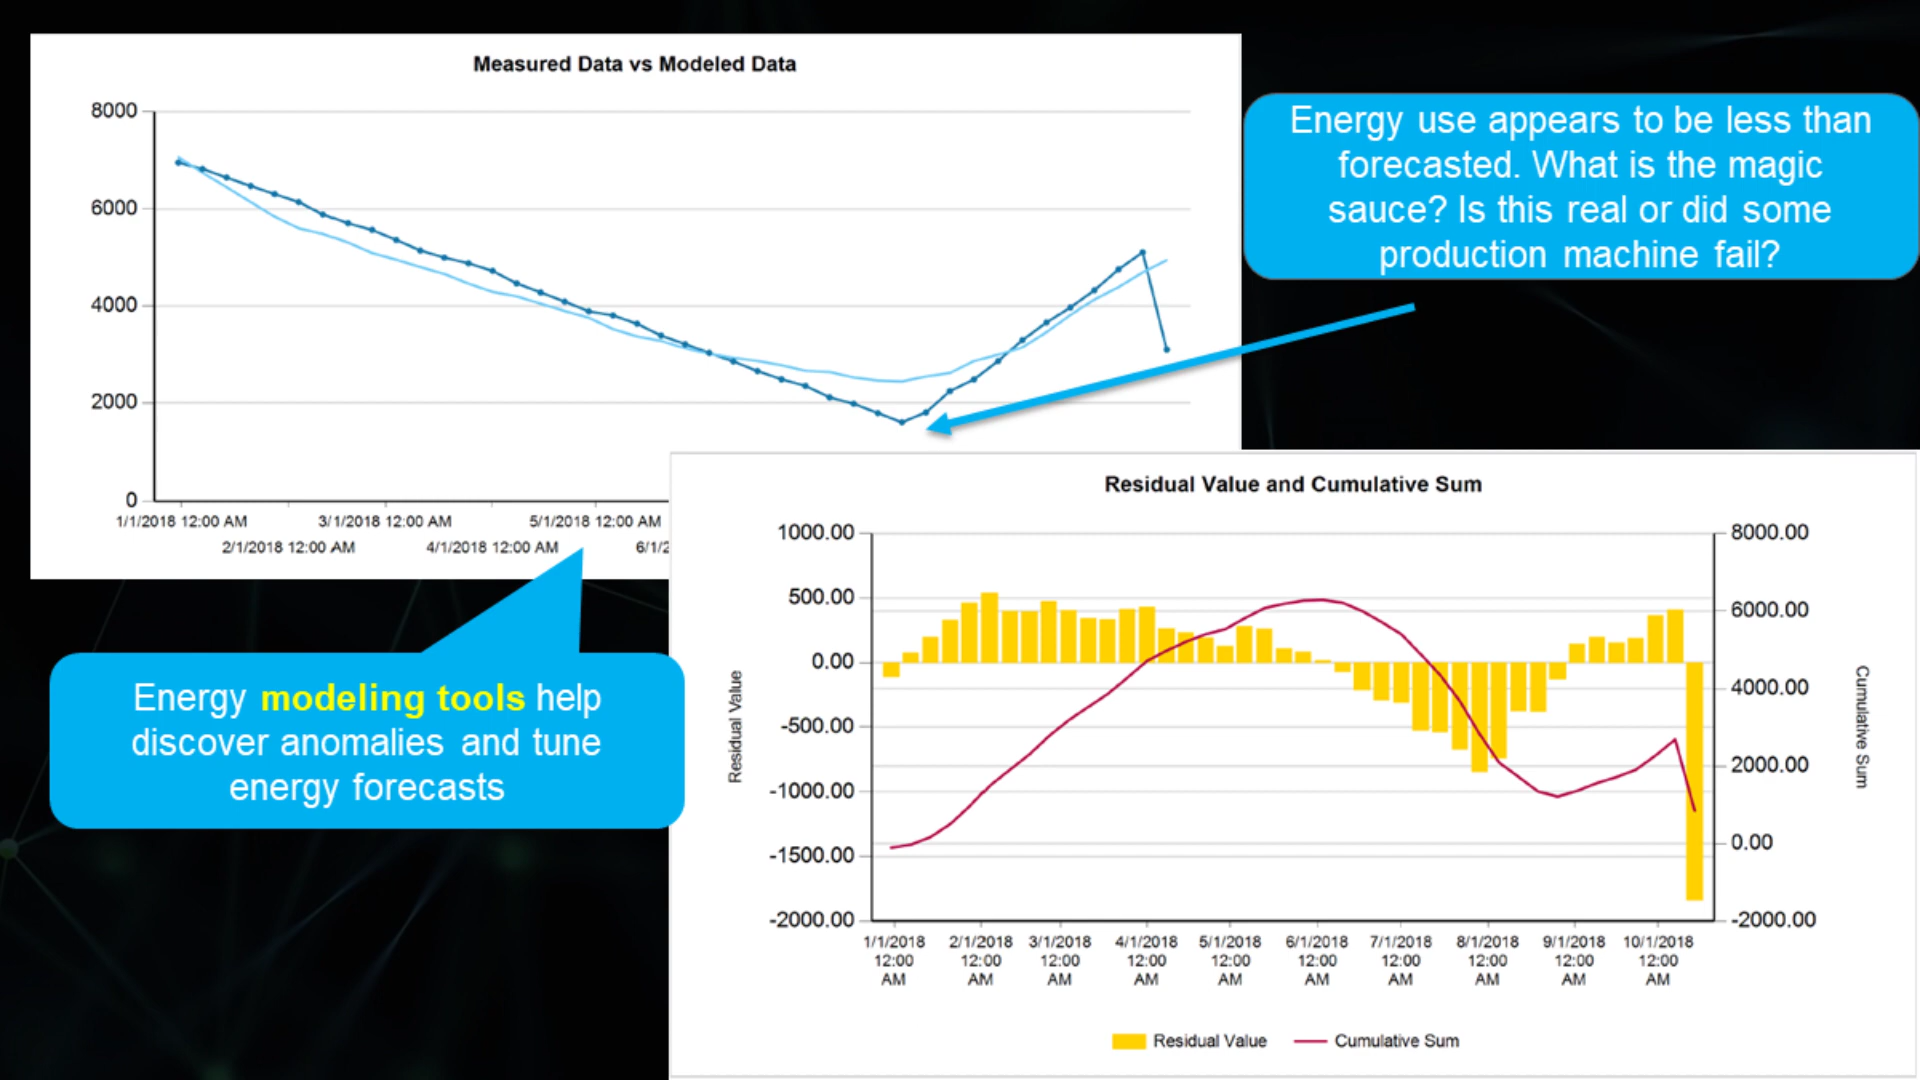 Measured Data vs Modeled Data
8000
6000
4000
2000
0
1/1/2018 12:00 AM
3/1/2018 12:00 AM
5/1/2018 12:00 AM
2/1/2018 12:00 AM
4/1/2018 12:00 AM
6/1/2
Energy use appears to be less than
forecasted. What is the magic
sauce? Is this real or did some
production machine fail?
Energy modeling tools help
discover anomalies and tune
energy forecasts
Residual Value and Cumulative Sum
1000.00
500.00
0.00
-500.00
-1000.00
-1500.00
-2000.00
Residual Value
8000.00
6000.00
4000.00
2000.00
0.00
-2000.00
Cumulative Sum
1/1/2018 2/1/2018 3/1/2018 4/1/2018 5/1/2018 6/1/2018 7/1/2018 8/1/2018 9/1/2018 10/1/2018
12:00 12:00 12:00 12:00 12:00 12:00 12:00 12:00 12:00 12:00
AM AM AM AM AM AM AM AM AM AM
Residual Value Cumulative Sum